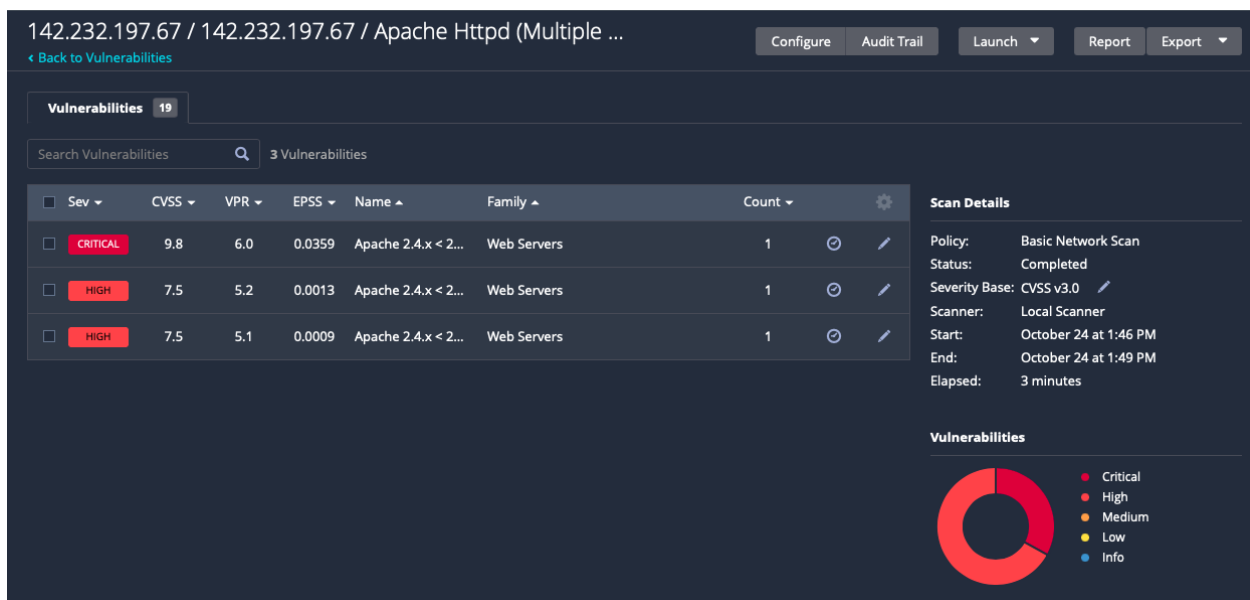 142.232.197.67 / 142.232.197.67 / Apache Httpd (Multiple ...
‹ Back to Vulnerabilities
Configure Audit Trail Launch Report Export
Vulnerabilities 19
Search Vulnerabilities 3 Vulnerabilities
Sev CVSS VPR EPSS Name Family Count
CRITICAL 9.8 6.0 0.0359 Apache 2.4.x < 2... Web Servers 1
HIGH 7.5 5.2 0.0013 Apache 2.4.x < 2... Web Servers 1
HIGH 7.5 5.1 0.0009 Apache 2.4.x < 2... Web Servers 1
Scan Details
Policy: Basic Network Scan
Status: Completed
Severity Base: CVSS v3.0
Scanner: Local Scanner
Start: October 24 at 1:46 PM
End: October 24 at 1:49 PM
Elapsed: 3 minutes
Vulnerabilities
Critical
High
Medium
Low
Info